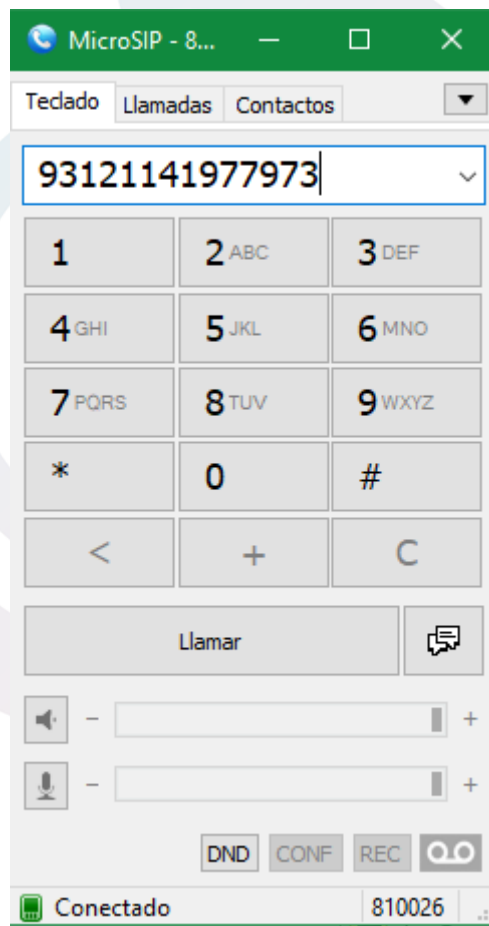 MicroSIP - 8...
Teclado Llamadas Contactos
93121141977973
1 2 ABC 3 DEF
4 GHI 5 JKL 6 MNO
7 PQRS 8 TUV 9 WXYZ
* 0 #
< + C
Llamar
- +
- +
DND CONF REC
Conectado 810026